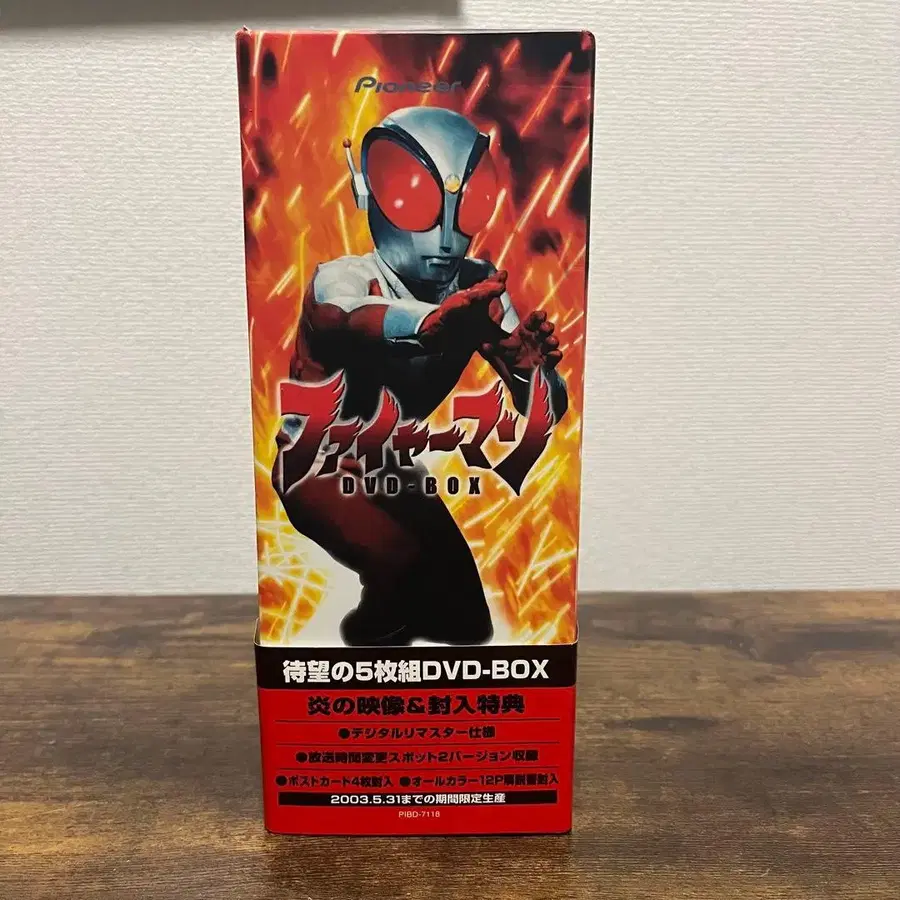 Pioneer
ファイヤーマン
DVD-BOX
待望の5枚組DVD-BOX
炎の映像&封入特典
●デジタルリマスター仕様
●放送時間変更スポット2バージョン収録
●ポストカード4枚封入 ●オールカラー12P解説書封入
2003.5.31までの期間限定生産
PIBD-7118